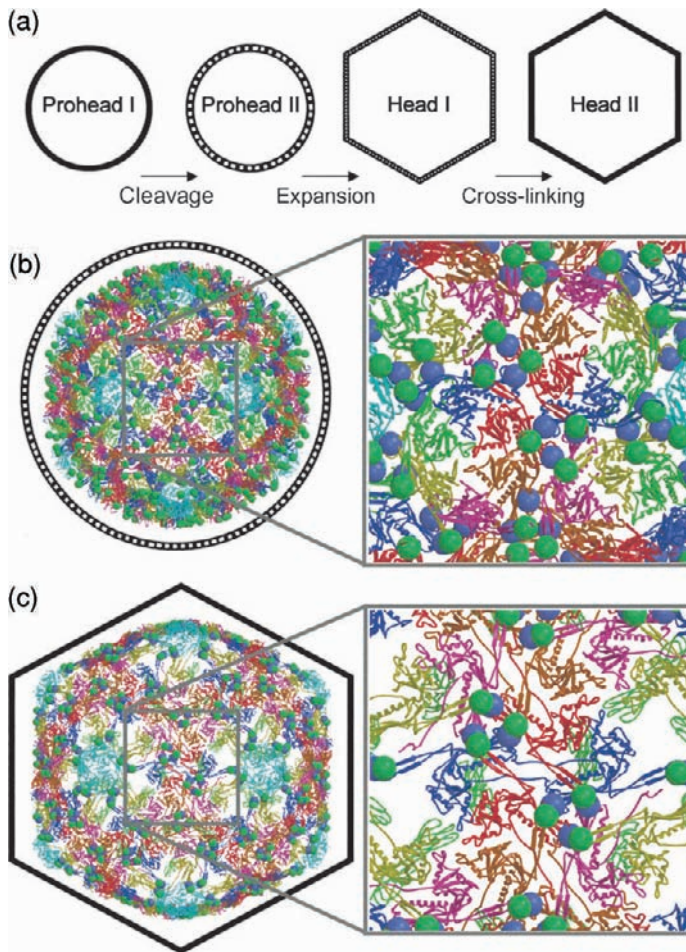 (a)
Prohead I
Prohead II
Head I
Head II
Cleavage
Expansion
Cross-linking
(b)
(c)